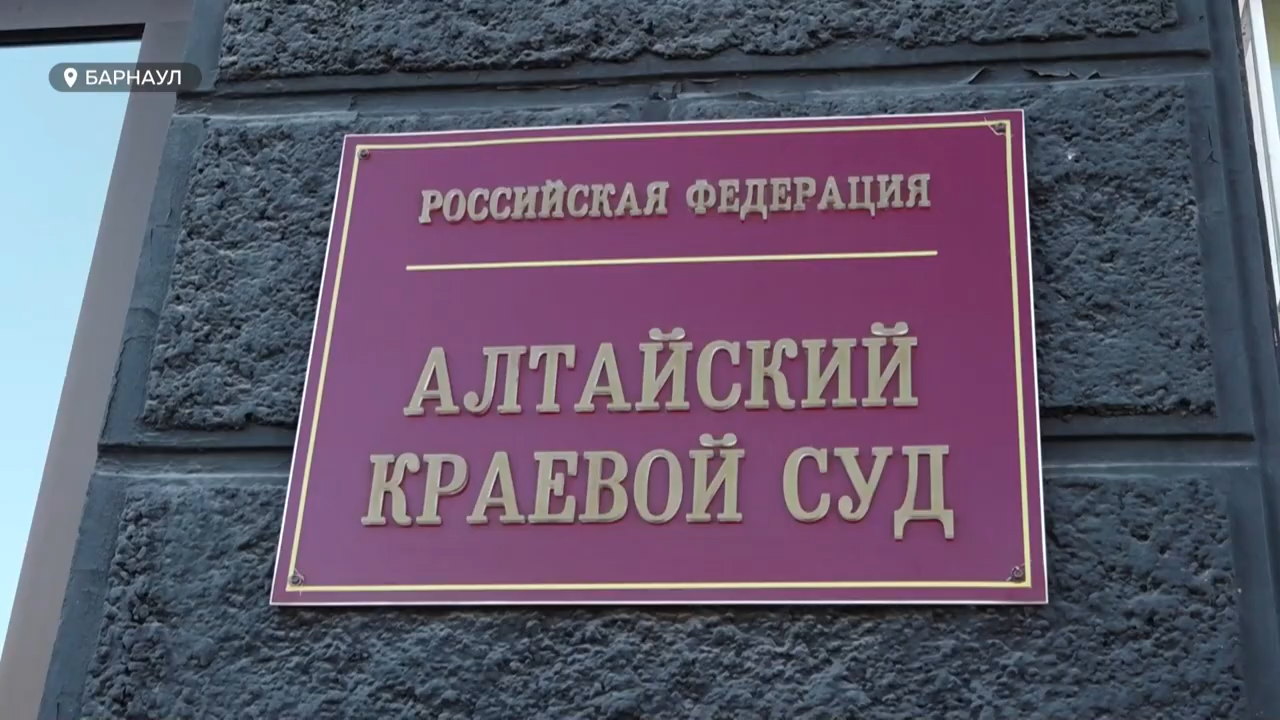 БАРНАУЛ
РОССИЙСКАЯ ФЕДЕРАЦИЯ
АЛТАЙСКИЙ
КРАЕВОЙ СУД